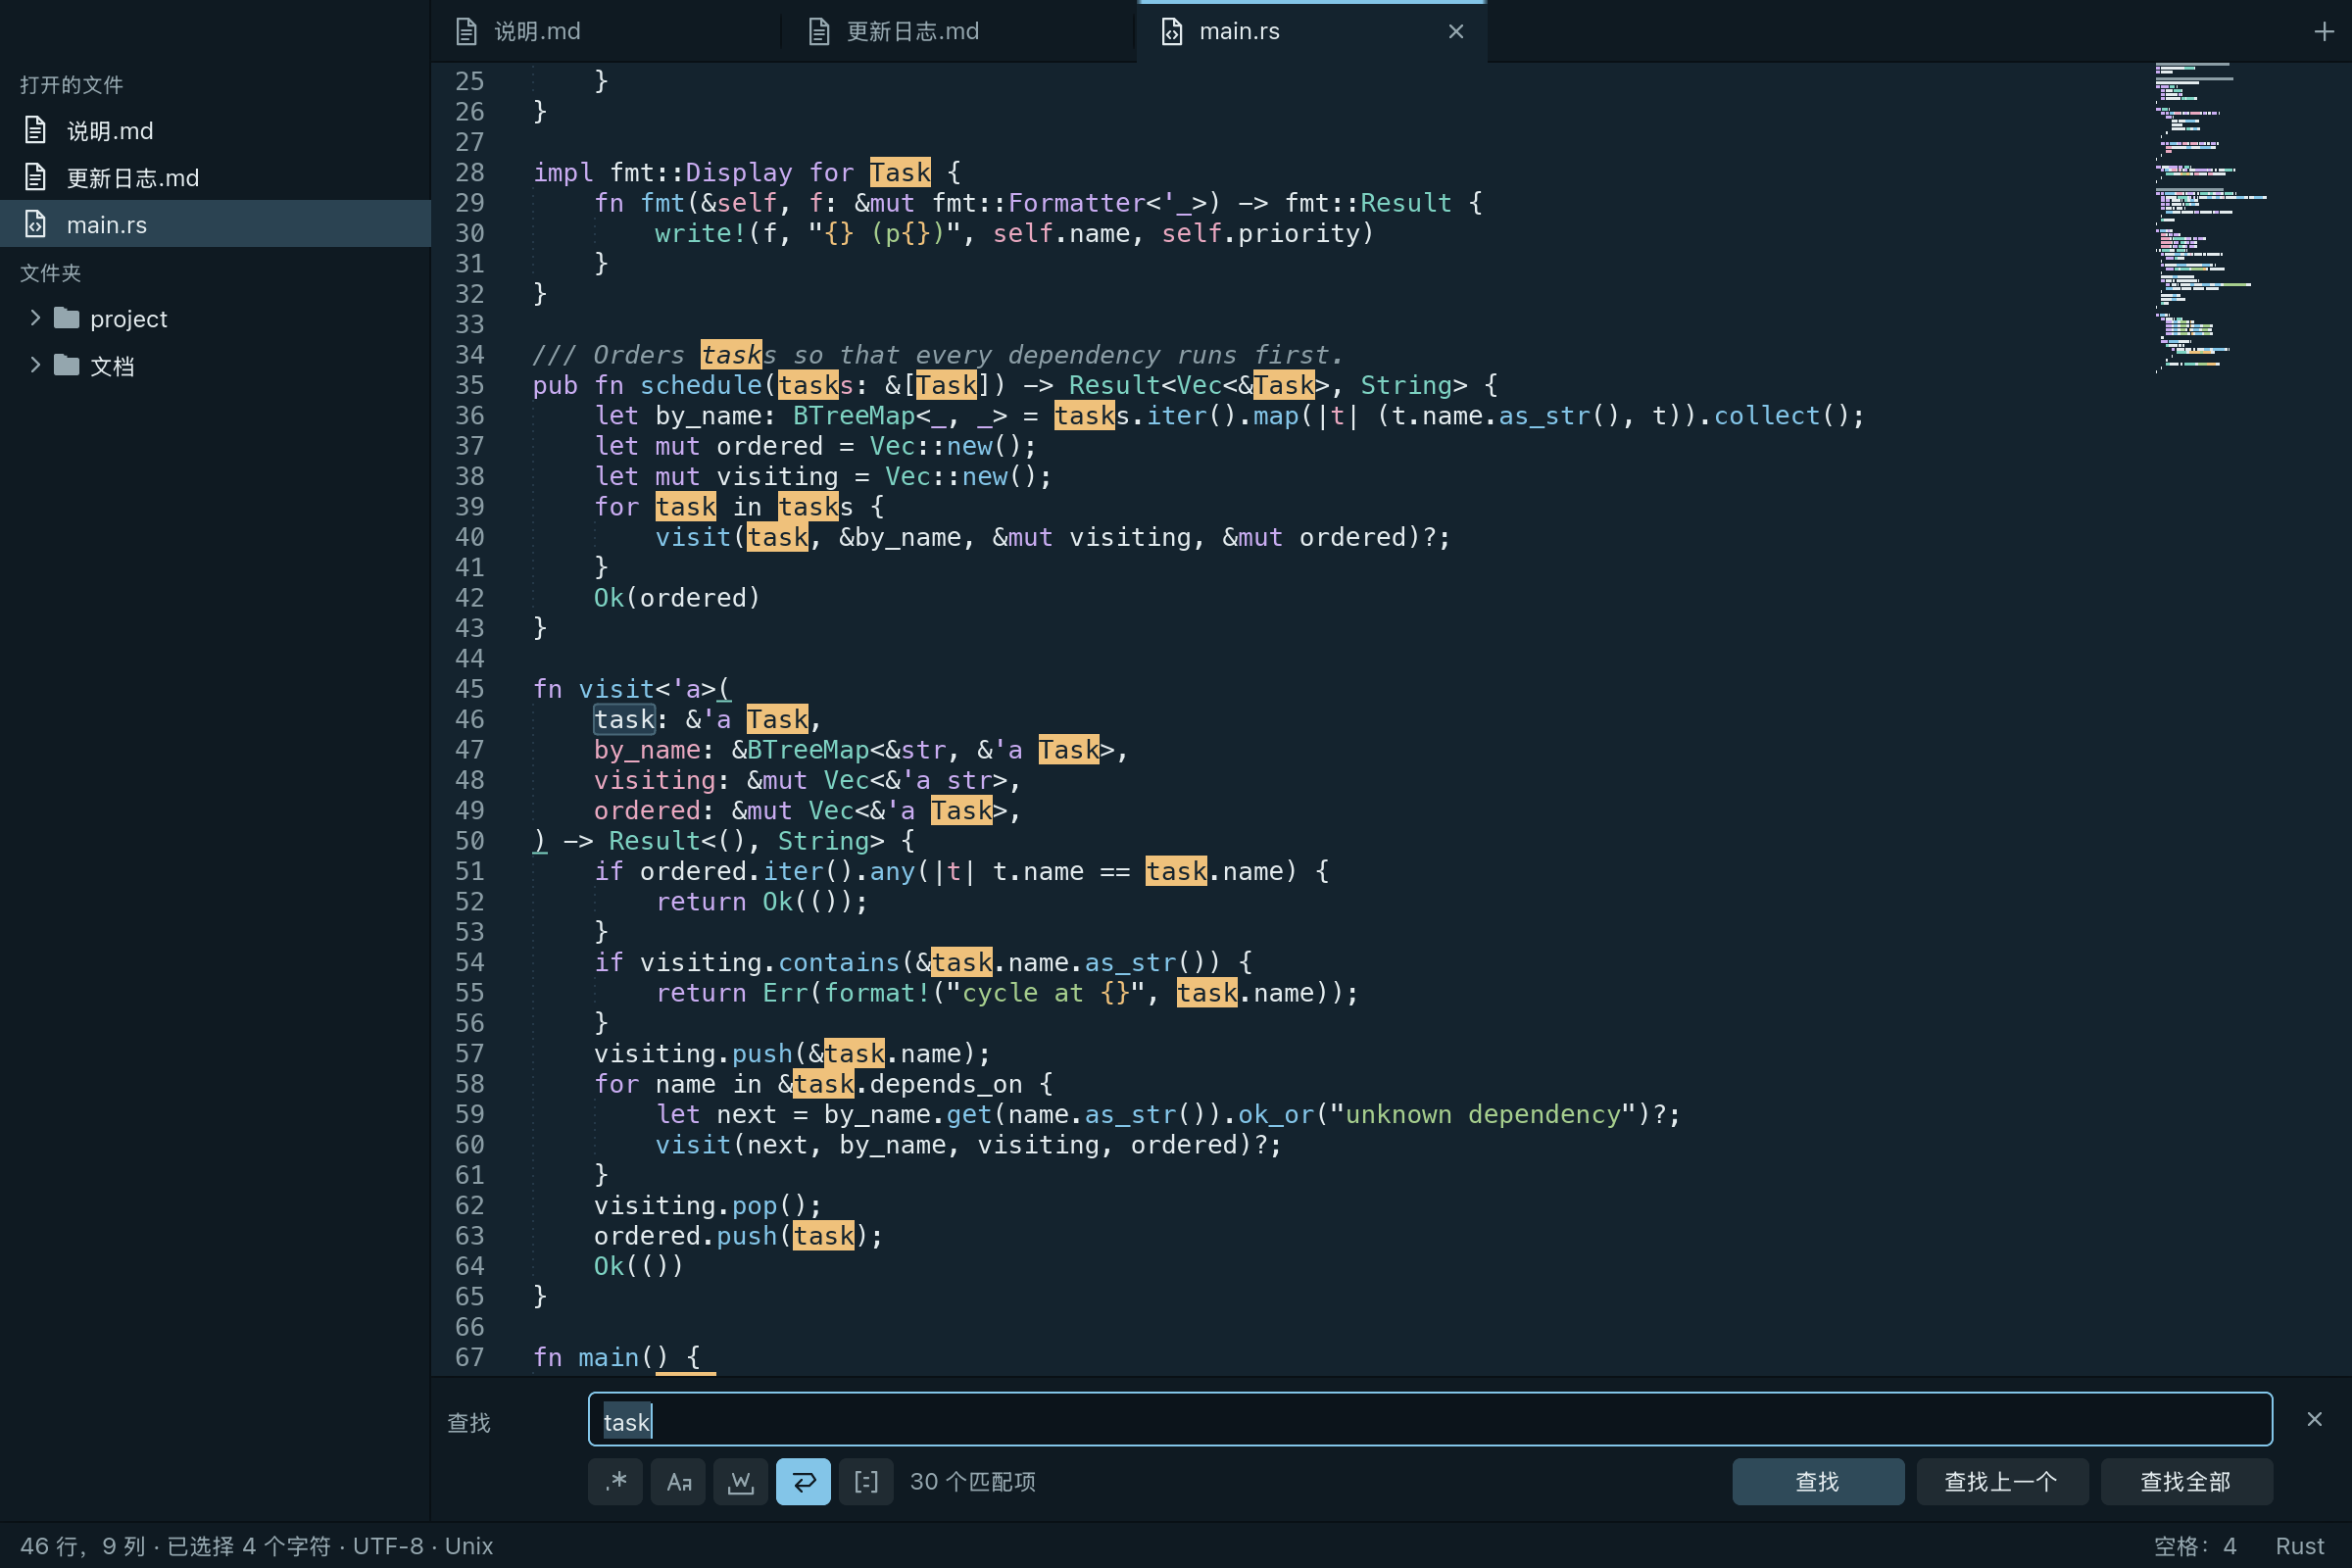 说明.md
更新日志.md
main.rs
打开的文件
说明.md
更新日志.md
main.rs
文件夹
project
文档
25     }
26 }
27
28 impl fmt::Display for Task {
29     fn fmt(&self, f: &mut fmt::Formatter<'_>) -> fmt::Result {
30         write!(f, "{} (p{})", self.name, self.priority)
31     }
32 }
33
34 /// Orders tasks so that every dependency runs first.
35 pub fn schedule(tasks: &[Task]) -> Result<Vec<&Task>, String> {
36     let by_name: BTreeMap<_, _> = tasks.iter().map(|t| (t.name.as_str(), t)).collect();
37     let mut ordered = Vec::new();
38     let mut visiting = Vec::new();
39     for task in tasks {
40         visit(task, &by_name, &mut visiting, &mut ordered)?;
41     }
42     Ok(ordered)
43 }
44
45 fn visit<'a>(
46     task: &'a Task,
47     by_name: &BTreeMap<&str, &'a Task>,
48     visiting: &mut Vec<&'a str>,
49     ordered: &mut Vec<&'a Task>,
50 ) -> Result<(), String> {
51     if ordered.iter().any(|t| t.name == task.name) {
52         return Ok(());
53     }
54     if visiting.contains(&task.name.as_str()) {
55         return Err(format!("cycle at {}", task.name));
56     }
57     visiting.push(&task.name);
58     for name in &task.depends_on {
59         let next = by_name.get(name.as_str()).ok_or("unknown dependency")?;
60         visit(next, by_name, visiting, ordered)?;
61     }
62     visiting.pop();
63     ordered.push(task);
64     Ok(())
65 }
66
67 fn main() {
查找
task
.*
30 个匹配项
查找
查找上一个
查找全部
46 行，9 列 · 已选择 4 个字符 · UTF-8 · Unix
空格：4
Rust